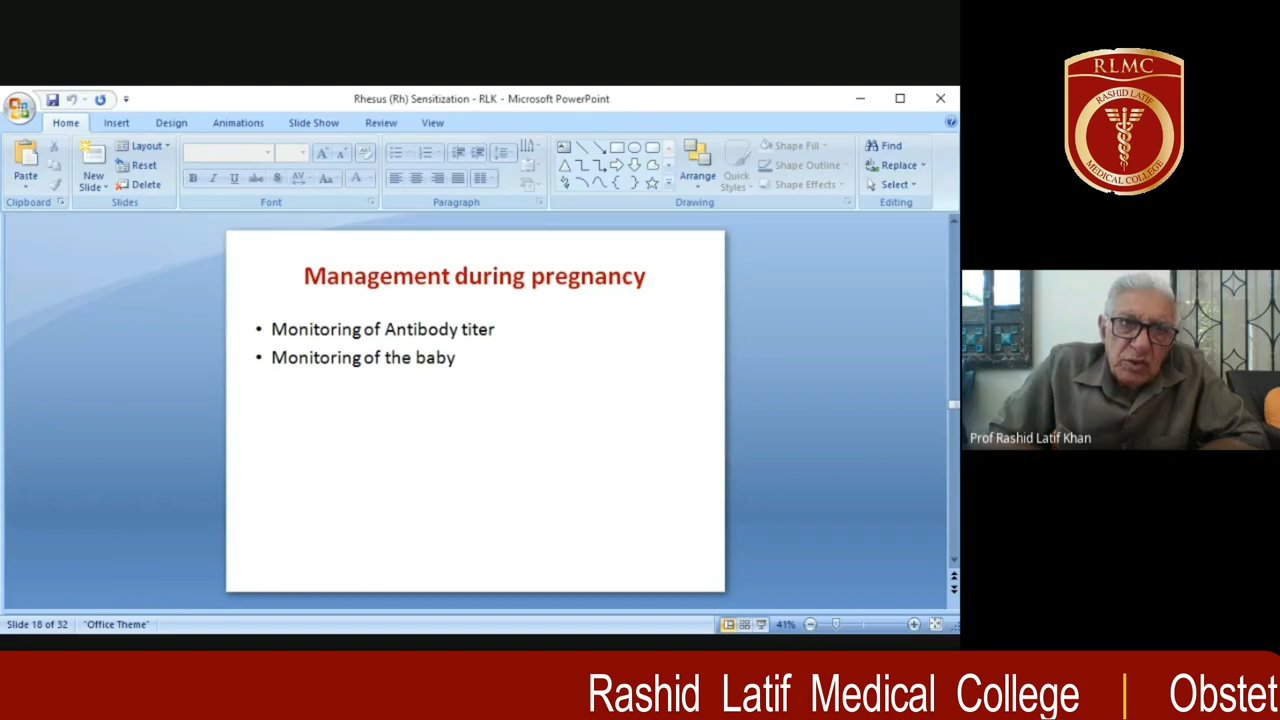 RLMC
RASHID LATIF
MEDICAL COLLEGE
Rhesus (Rh) Sensitization - RLK - Microsoft PowerPoint
Home Insert Design Animations Slide Show Review View
Paste
New
Slide
Layout
Reset
Delete
B I U abc S AV Aa A
Arrange
Quick
Styles
Shape Fill
Shape Outline
Shape Effects
Find
Replace
Select
Clipboard Slides Font Paragraph Drawing Editing
Management during pregnancy
• Monitoring of Antibody titer
• Monitoring of the baby
Prof Rashid Latif Khan
Slide 18 of 32 "Office Theme" 41%
Rashid Latif Medical College | Obstet